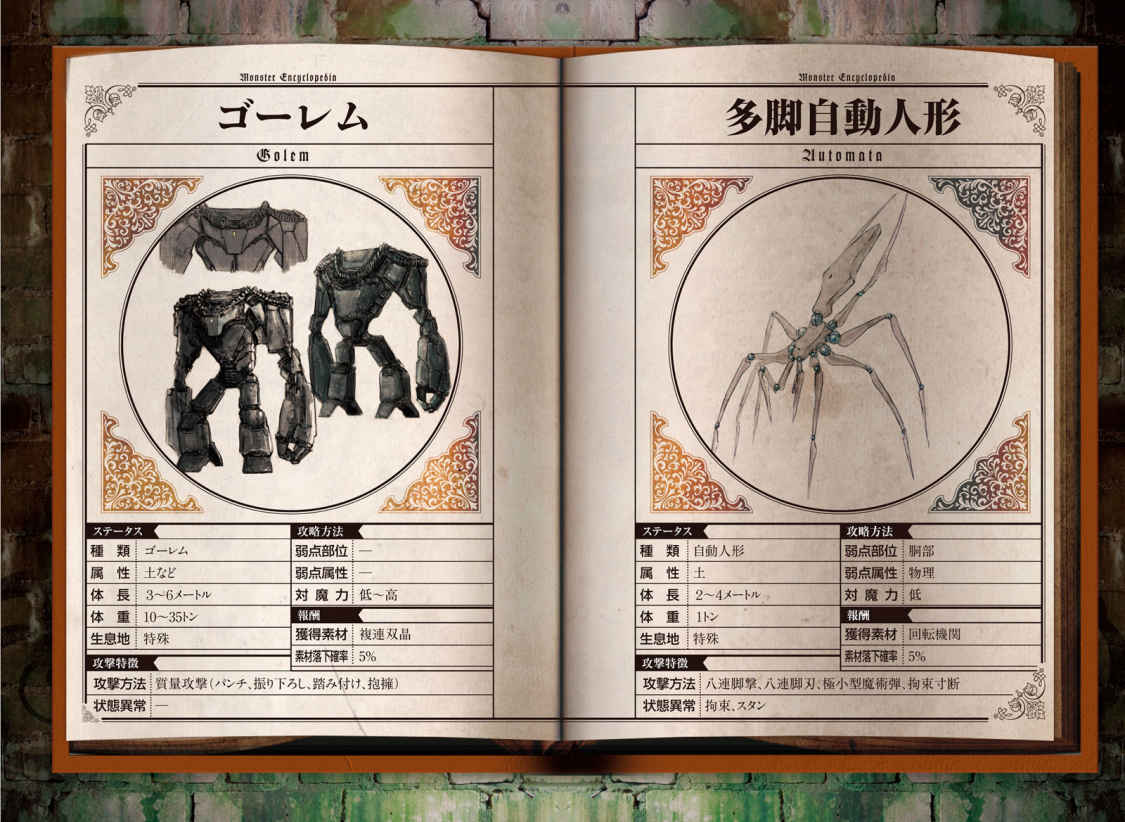 Monster Encyclopedia
ゴーレム
Golem
ステータス
種類 ゴーレム
属性 土など
体長 3〜6メートル
体重 10〜35トン
生息地 特殊
攻略方法
弱点部位 —
弱点属性 —
対魔力 低〜高
報酬
獲得素材 複連双晶
素材落下確率 5%
攻撃特徴
攻撃方法 質量攻撃(パンチ、振り下ろし、踏み付け、抱擁)
状態異常 —
Monster Encyclopedia
多脚自動人形
Automata
ステータス
種類 自動人形
属性 土
体長 2〜4メートル
体重 1トン
生息地 特殊
攻略方法
弱点部位 胴部
弱点属性 物理
対魔力 低
報酬
獲得素材 回転機関
素材落下確率 5%
攻撃特徴
攻撃方法 八連脚撃、八連脚刃、極小型魔術弾、拘束寸断
状態異常 拘束、スタン